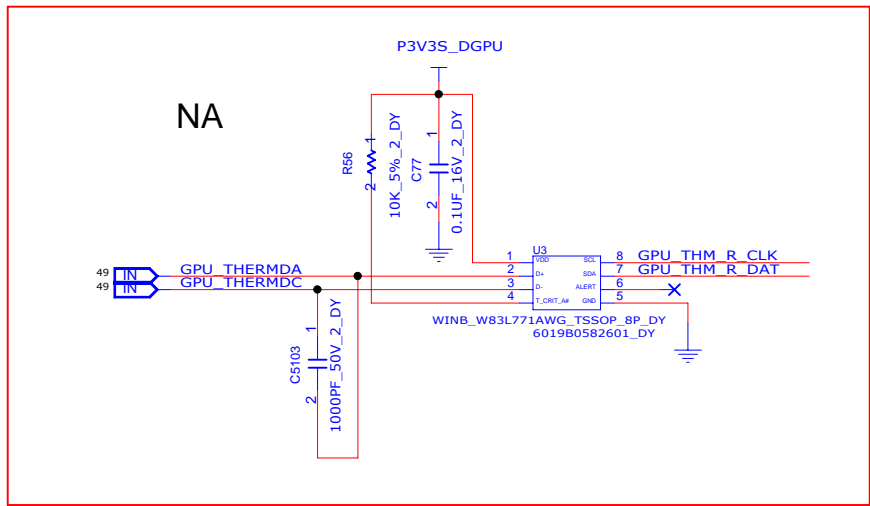 P3V3S_DGPU
NA
R56
1
2
10K_5%_2_DY
C77
1
2
0.1UF_16V_2_DY
49 IN GPU_THERMDA
49 IN GPU_THERMDC
U3
1 VDD SCL 8 GPU_THM_R_CLK
2 D+ SDA 7 GPU_THM_R_DAT
3 D- ALERT 6
4 T_CRIT_A# GND 5
WINB_W83L771AWG_TSSOP_8P_DY
6019B0582601_DY
C5103
1
2
1000PF_50V_2_DY